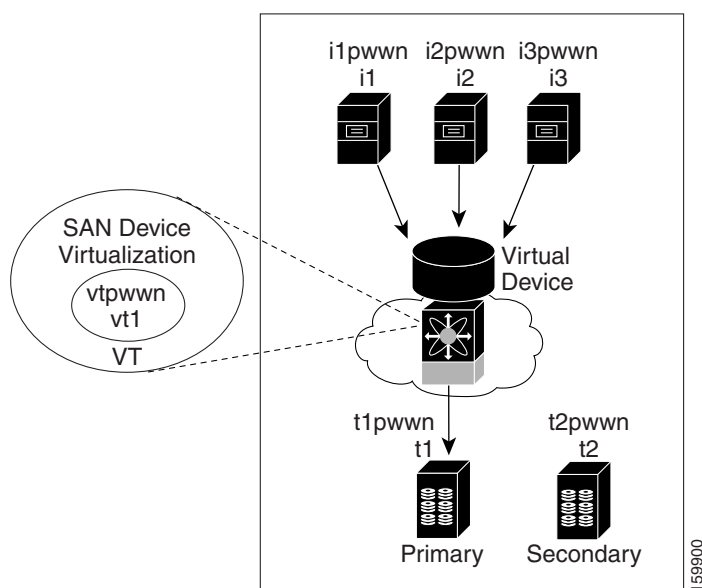 i1pwwn i2pwwn i3pwwn
i1 i2 i3
SAN Device
Virtualization
vtpwwn
vt1
VT
Virtual
Device
t1pwwn
t1
t2pwwn
t2
Primary
Secondary
159900